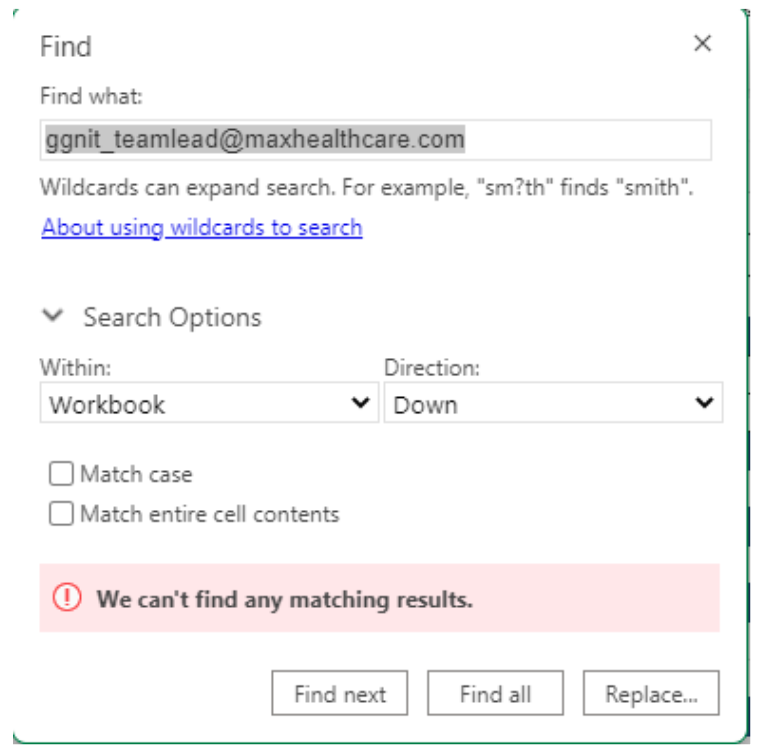 Find
Find what:
ggnit_teamlead@maxhealthcare.com
Wildcards can expand search. For example, "sm?th" finds "smith".
About using wildcards to search
Search Options
Within: Direction:
Workbook Down
Match case
Match entire cell contents
We can't find any matching results.
Find next Find all Replace...